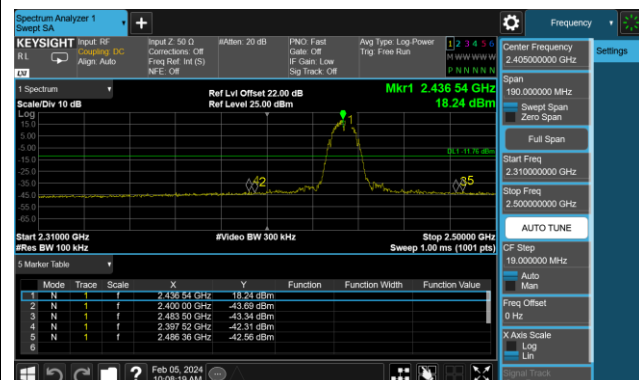 Spectrum Analyzer 1
Swept SA
Frequency
KEYSIGHT
RL
LXI
Input: RF
Coupling: DC
Align: Auto
Input Z: 50 Ω
Corrections: Off
Freq Ref: Int (S)
NFE: Off
#Atten: 20 dB
PNO: Fast
Gate: Off
IF Gain: Low
Sig Track: Off
Avg Type: Log-Power
Trig: Free Run
1 2 3 4 5 6
M W W W W W
P N N N N N
Center Frequency
2.405000000 GHz
Settings
Span
190.000000 MHz
Swept Span
Zero Span
Full Span
Start Freq
2.310000000 GHz
Stop Freq
2.500000000 GHz
AUTO TUNE
CF Step
19.000000 MHz
Auto
Man
Freq Offset
0 Hz
X Axis Scale
Log
Lin
Signal Track
1 Spectrum
Scale/Div 10 dB
Ref Lvl Offset 22.00 dB
Ref Level 25.00 dBm
Mkr1 2.436 54 GHz
18.24 dBm
Log
15.0
5.00
-5.00
-15.0
-25.0
-35.0
-45.0
-55.0
-65.0
1
DL1 -11.76 dBm
42
35
Start 2.31000 GHz
#Res BW 100 kHz
#Video BW 300 kHz
Stop 2.50000 GHz
Sweep 1.00 ms (1001 pts)
5 Marker Table
Mode Trace Scale X Y Function Function Width Function Value
1 N 1 f 2.436 54 GHz 18.24 dBm
2 N 1 f 2.400 00 GHz -43.69 dBm
3 N 1 f 2.483 50 GHz -43.34 dBm
4 N 1 f 2.397 52 GHz -42.31 dBm
5 N 1 f 2.486 36 GHz -42.56 dBm
6
?
Feb 05, 2024
10:08:19 AM